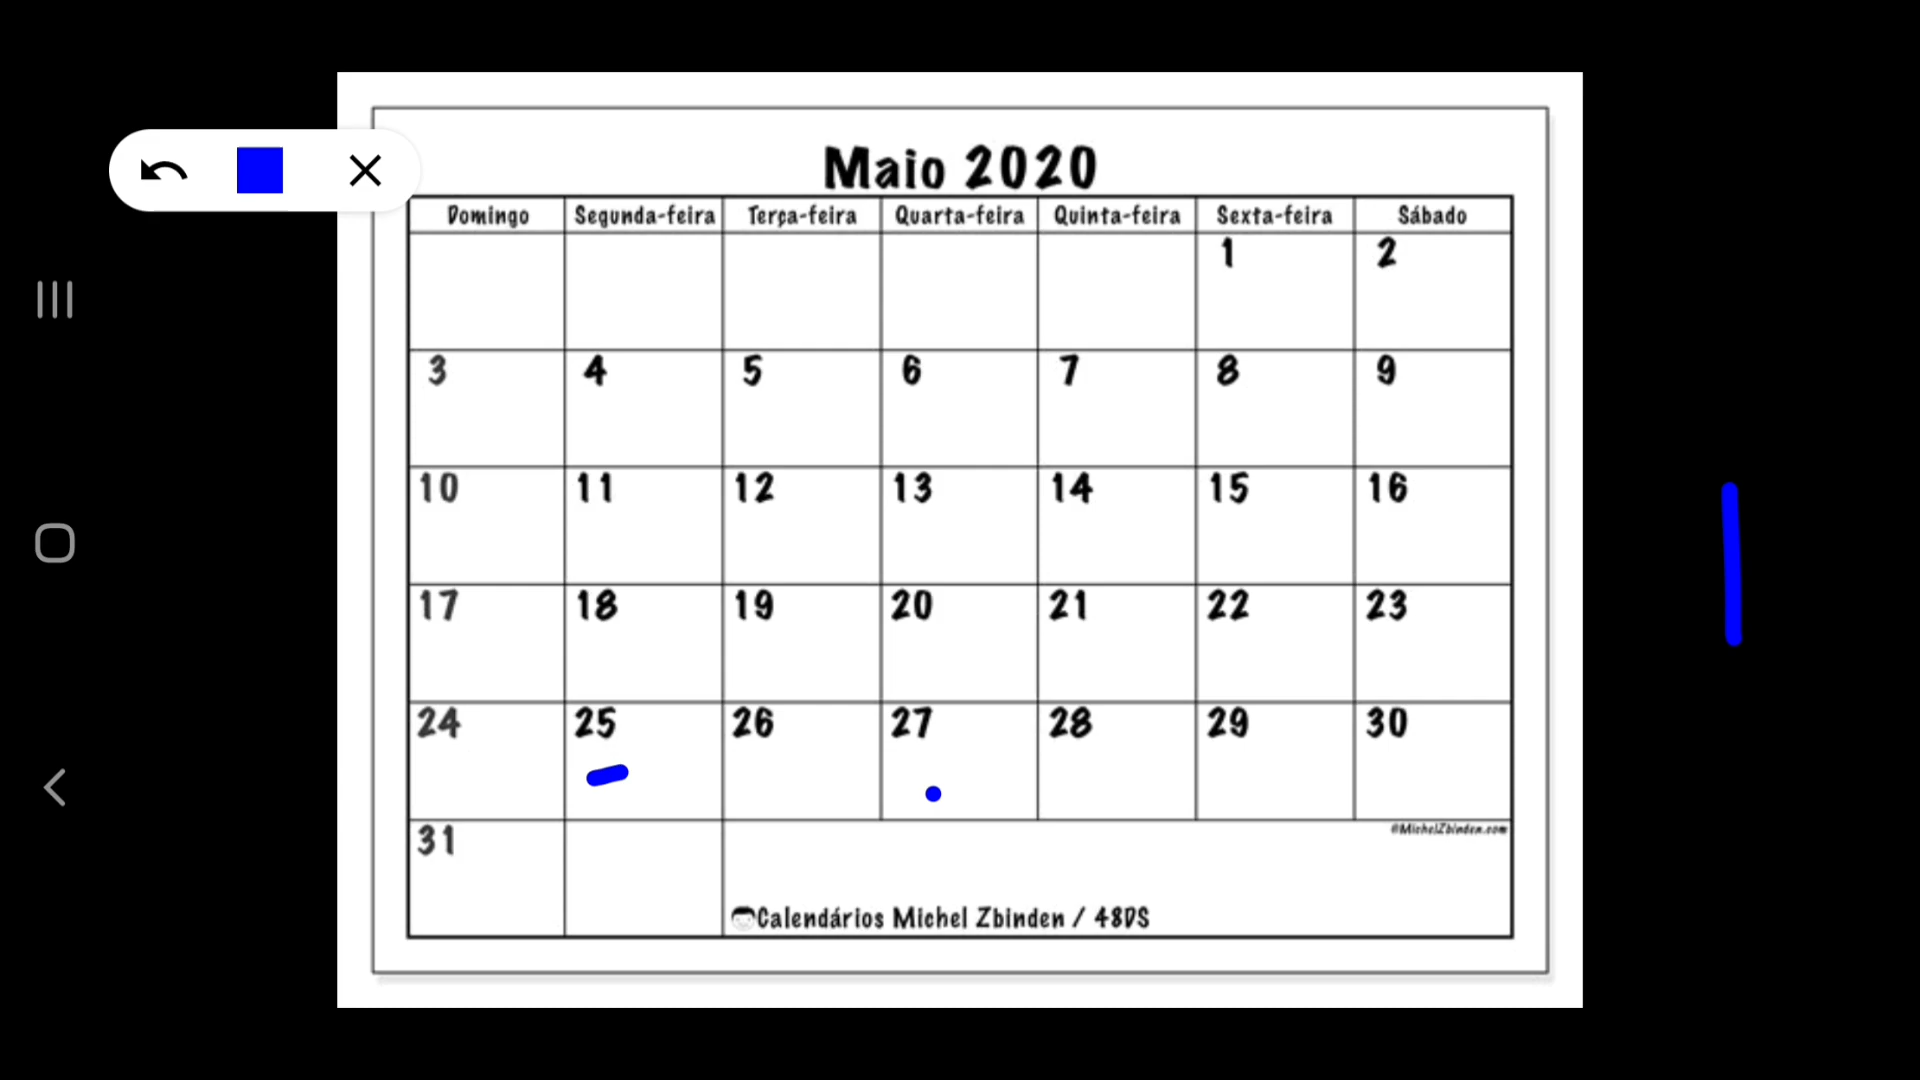 Maio 2020
Domingo Segunda-feira Terça-feira Quarta-feira Quinta-feira Sexta-feira Sábado
1 2
3 4 5 6 7 8 9
10 11 12 13 14 15 16
17 18 19 20 21 22 23
24 25 26 27 28 29 30
31
©MichelZbinden.com
Calendários Michel Zbinden / 48DS